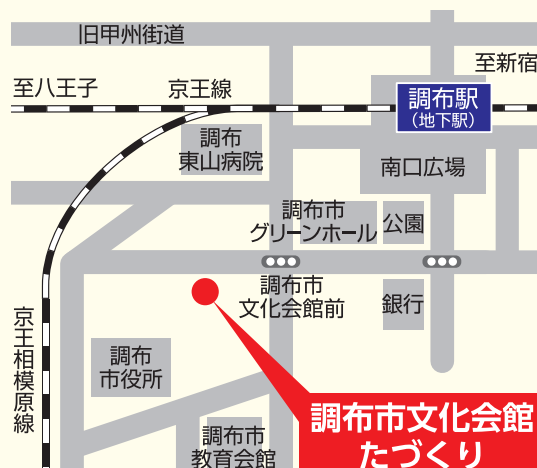 旧甲州街道
至新宿
至八王子
京王線
調布駅
(地下駅)
調布
東山病院
南口広場
調布市
グリーンホール
公園
調布市
文化会館前
銀行
京王相模原線
調布
市役所
調布市文化会館
たづくり
調布市
教育会館